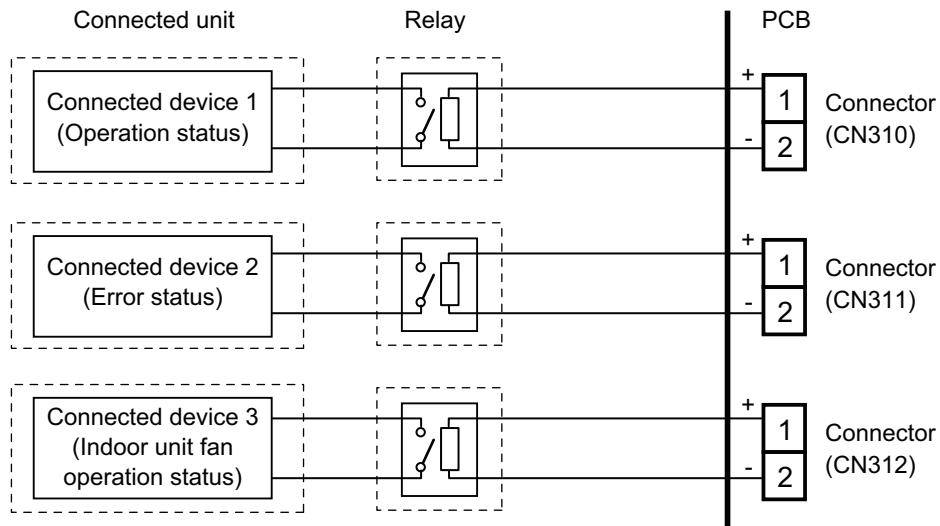 Connected unit
Relay
PCB
Connected device 1
(Operation status)
+
-
1
2
Connector
(CN310)
Connected device 2
(Error status)
+
-
1
2
Connector
(CN311)
Connected device 3
(Indoor unit fan
operation status)
+
-
1
2
Connector
(CN312)